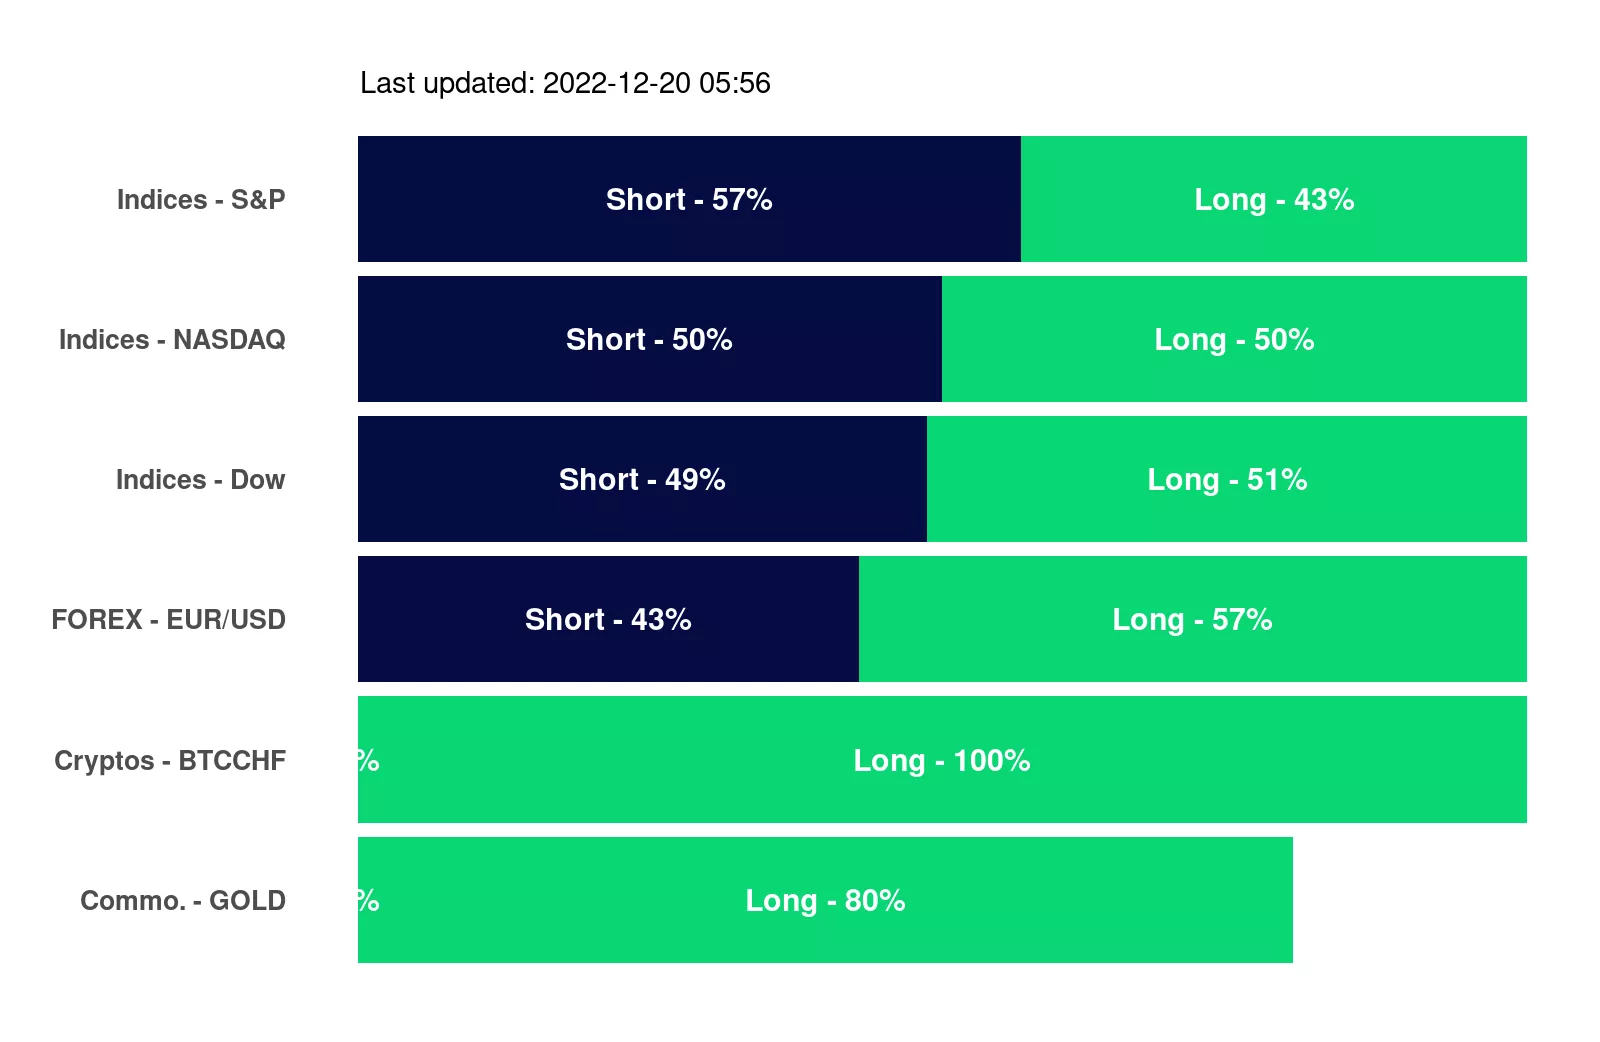 Last updated: 2022-12-20 05:56
Indices - S&P Short - 57% Long - 43%
Indices - NASDAQ Short - 50% Long - 50%
Indices - Dow Short - 49% Long - 51%
FOREX - EUR/USD Short - 43% Long - 57%
Cryptos - BTCCHF % Long - 100%
Commo. - GOLD % Long - 80%